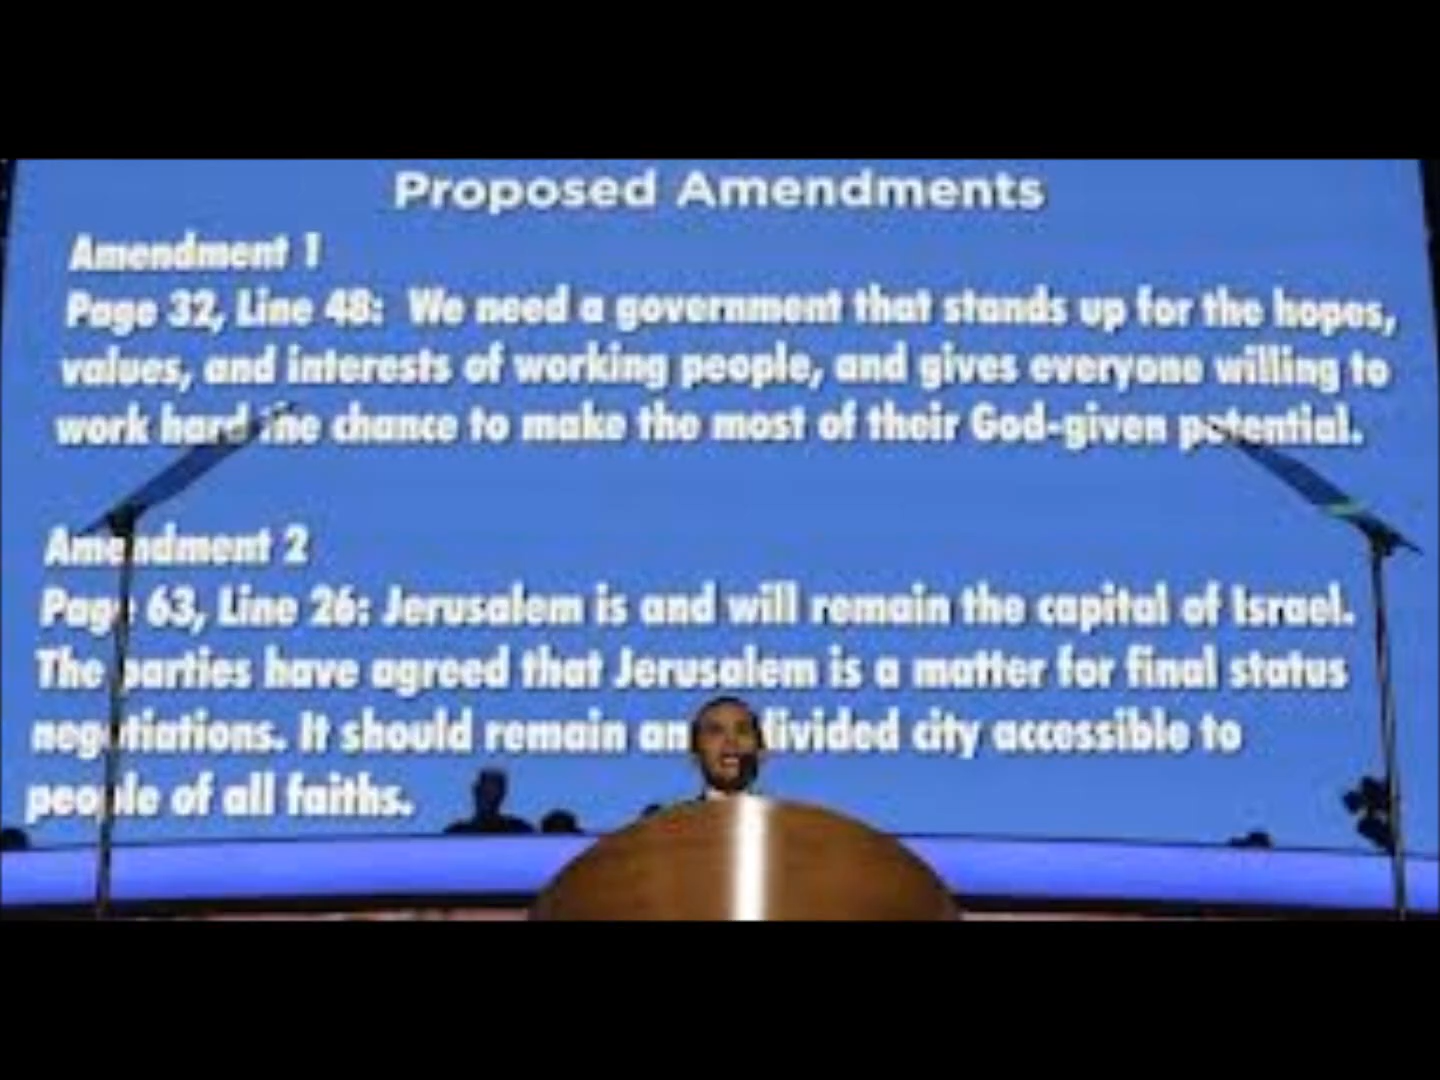 Proposed Amendments
Amendment 1
Page 32, Line 48: We need a government that stands up for the hopes,
values, and interests of working people, and gives everyone willing to
work hard the chance to make the most of their God-given potential.
Amendment 2
Page 63, Line 26: Jerusalem is and will remain the capital of Israel.
The parties have agreed that Jerusalem is a matter for final status
negotiations. It should remain an divided city accessible to
people of all faiths.